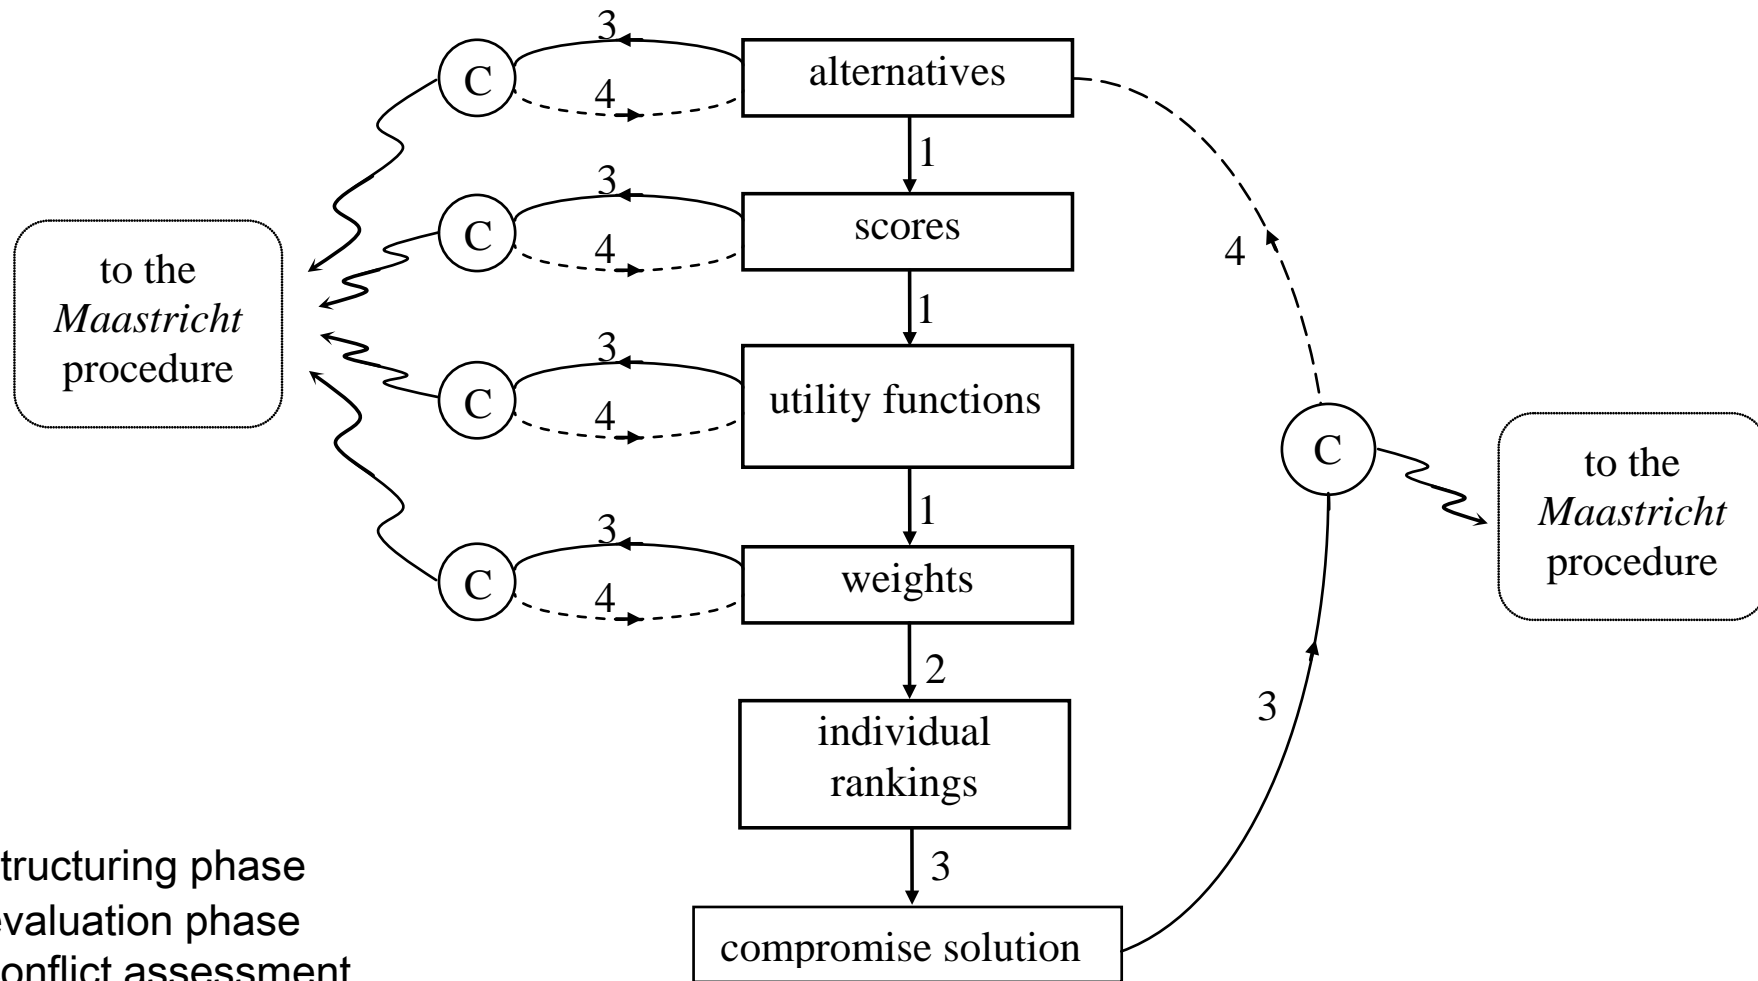 3
C
4
alternatives
1
3
C
4
scores
4
to the
Maastricht
procedure
1
3
C
4
utility functions
C
to the
Maastricht
procedure
1
3
C
4
weights
2
3
individual
rankings
3
tructuring phase
evaluation phase
onflict assessment
compromise solution